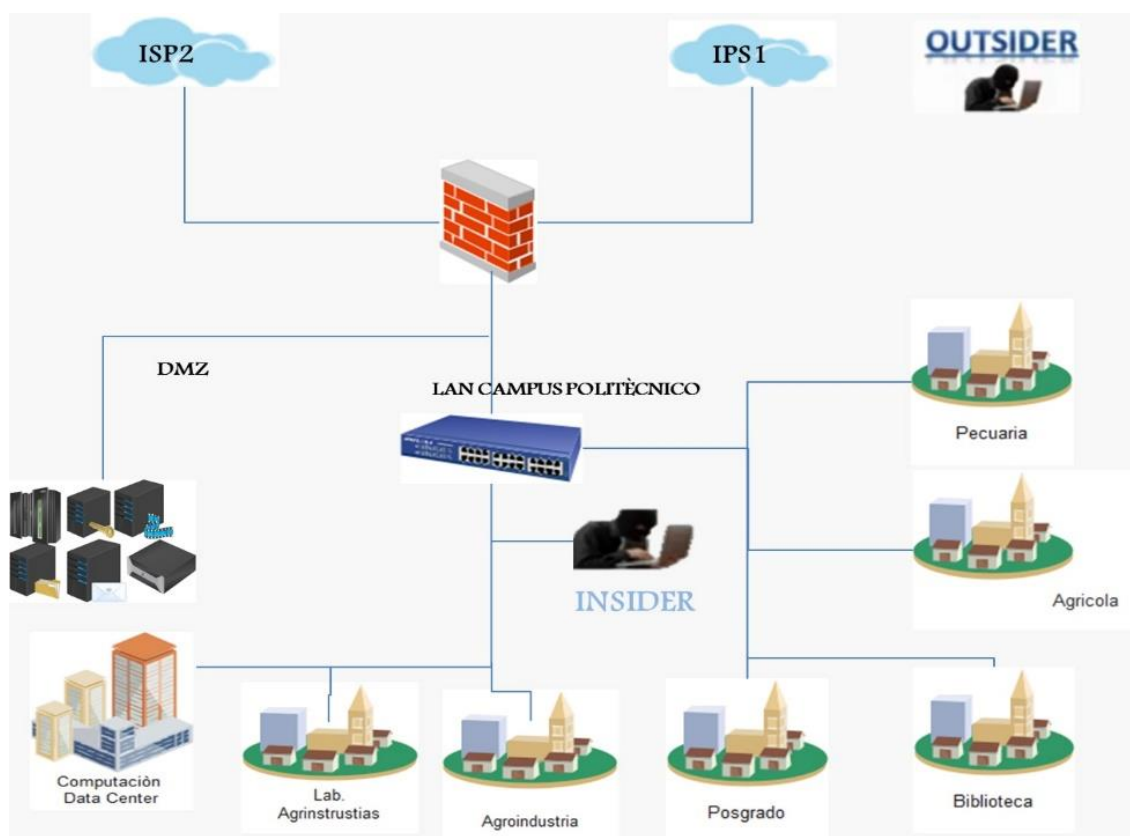 ISP2
IPS1
OUTSIDER
DMZ
LAN CAMPUS POLITÈCNICO
Pecuaria
Agricola
INSIDER
Computaciòn
Data Center
Lab.
Agrinstrustias
Agroindustria
Posgrado
Biblioteca